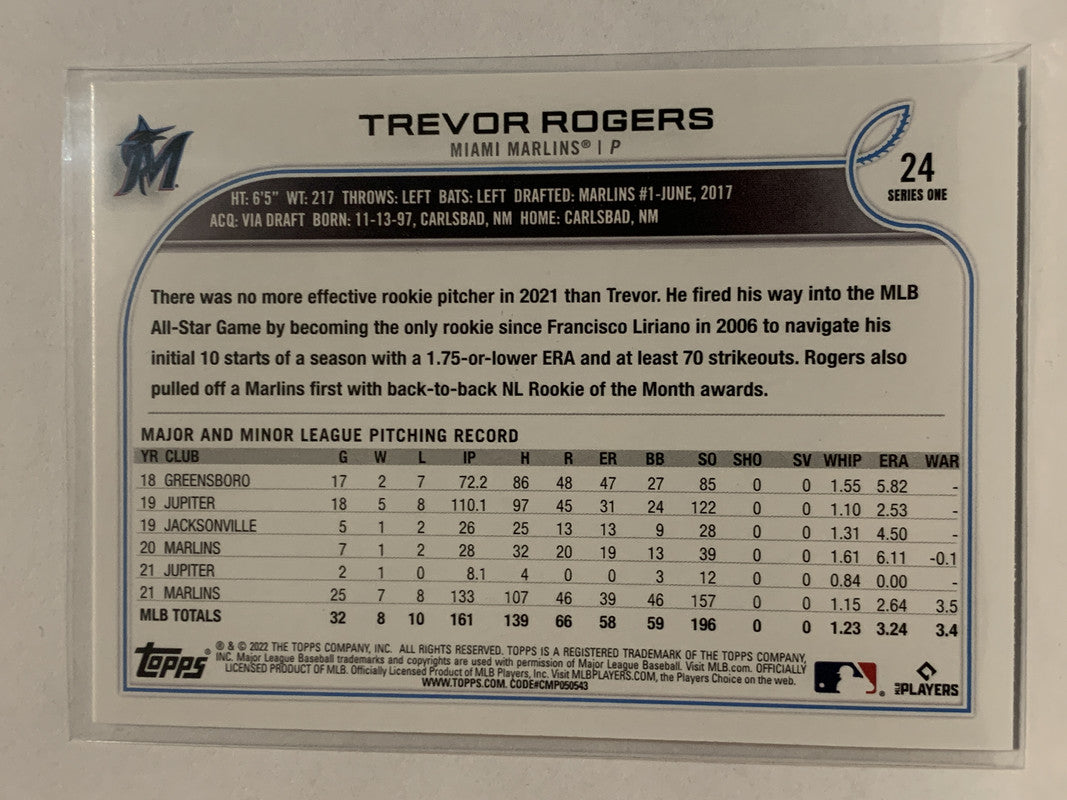 M
TREVOR ROGERS
MIAMI MARLINS® | P
24
SERIES ONE
HT: 6'5" WT: 217 THROWS: LEFT BATS: LEFT DRAFTED: MARLINS #1-JUNE, 2017
ACQ: VIA DRAFT BORN: 11-13-97, CARLSBAD, NM HOME: CARLSBAD, NM
There was no more effective rookie pitcher in 2021 than Trevor. He fired his way into the MLB
All-Star Game by becoming the only rookie since Francisco Liriano in 2006 to navigate his
initial 10 starts of a season with a 1.75-or-lower ERA and at least 70 strikeouts. Rogers also
pulled off a Marlins first with back-to-back NL Rookie of the Month awards.
MAJOR AND MINOR LEAGUE PITCHING RECORD
YR CLUB G W L IP H R ER BB SO SHO SV WHIP ERA WAR
18 GREENSBORO 17 2 7 72.2 86 48 47 27 85 0 0 1.55 5.82 -
19 JUPITER 18 5 8 110.1 97 45 31 24 122 0 0 1.10 2.53 -
19 JACKSONVILLE 5 1 2 26 25 13 13 9 28 0 0 1.31 4.50 -
20 MARLINS 7 1 2 28 32 20 19 13 39 0 0 1.61 6.11 -0.1
21 JUPITER 2 1 0 8.1 4 0 0 3 12 0 0 0.84 0.00 -
21 MARLINS 25 7 8 133 107 46 39 46 157 0 0 1.15 2.64 3.5
MLB TOTALS 32 8 10 161 139 66 58 59 196 0 0 1.23 3.24 3.4
Topps®
® & © 2022 THE TOPPS COMPANY, INC. ALL RIGHTS RESERVED. TOPPS IS A REGISTERED TRADEMARK OF THE TOPPS COMPANY,
INC. Major League Baseball trademarks and copyrights are used with permission of Major League Baseball. Visit MLB.com. OFFICIALLY
LICENSED PRODUCT OF MLB. Officially Licensed Product of MLB Players, Inc. Visit MLBPLAYERS.COM, the Players Choice on the web.
WWW.TOPPS.COM. CODE#CMP050543
MLB PLAYERS